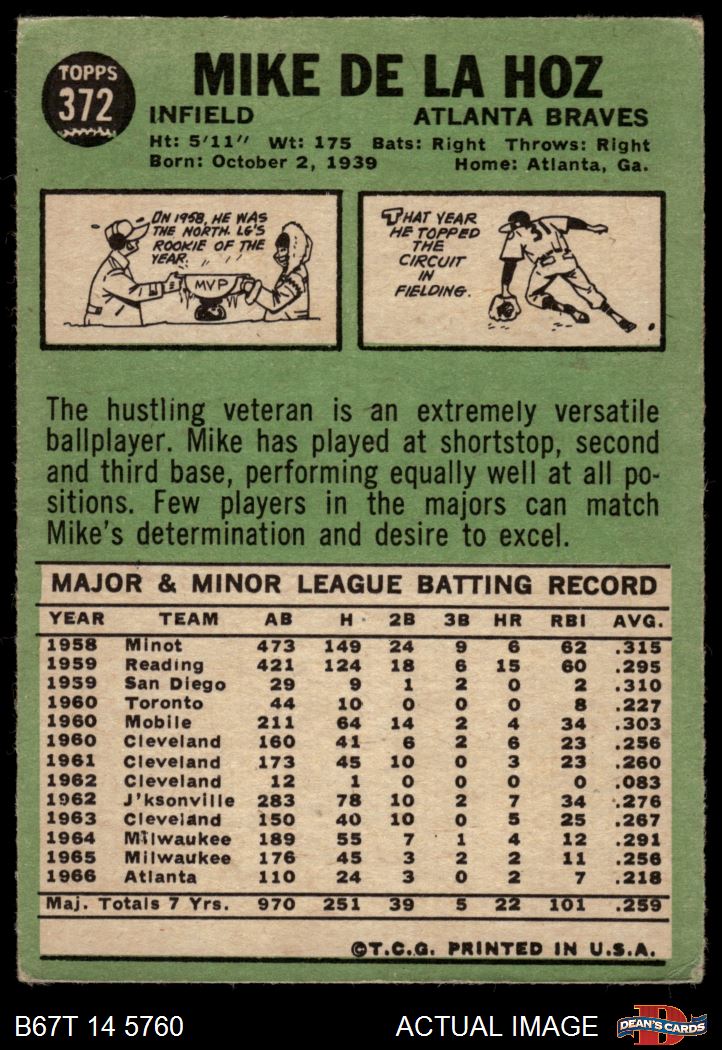 TOPPS
372
MIKE DE LA HOZ
INFIELD ATLANTA BRAVES
Ht: 5'11" Wt: 175 Bats: Right Throws: Right
Born: October 2, 1939 Home: Atlanta, Ga.
IN 1958, HE WAS
THE NORTH. LG'S
ROOKIE OF THE
YEAR.
MVP
THAT YEAR
HE TOPPED
THE
CIRCUIT
IN
FIELDING.
The hustling veteran is an extremely versatile
ballplayer. Mike has played at shortstop, second
and third base, performing equally well at all po-
sitions. Few players in the majors can match
Mike's determination and desire to excel.
MAJOR & MINOR LEAGUE BATTING RECORD
YEAR TEAM AB H 2B 3B HR RBI AVG.
1958 Minot 473 149 24 9 6 62 .315
1959 Reading 421 124 18 6 15 60 .295
1959 San Diego 29 9 1 2 0 2 .310
1960 Toronto 44 10 0 0 0 8 .227
1960 Mobile 211 64 14 2 4 34 .303
1960 Cleveland 160 41 6 2 6 23 .256
1961 Cleveland 173 45 10 0 3 23 .260
1962 Cleveland 12 1 0 0 0 0 .083
1962 J'ksonville 283 78 10 2 7 34 .276
1963 Cleveland 150 40 10 0 5 25 .267
1964 Milwaukee 189 55 7 1 4 12 .291
1965 Milwaukee 176 45 3 2 2 11 .256
1966 Atlanta 110 24 3 0 2 7 .218
Maj. Totals 7 Yrs. 970 251 39 5 22 101 .259
©T.C.G. PRINTED IN U.S.A.
B67T 14 5760 ACTUAL IMAGE
D
DEAN'S CARDS